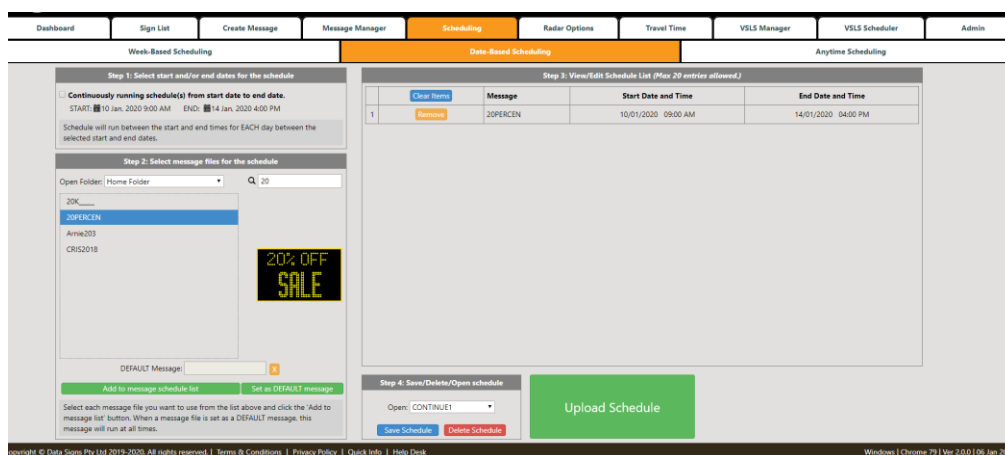 Dashboard Sign List Create Message Message Manager Scheduling Radar Options Travel Time VSLS Manager VSLS Scheduler Admin
Week-Based Scheduling Date-Based Scheduling Anytime Scheduling
Step 1: Select start and/or end dates for the schedule
Continuously running schedule(s) from start date to end date.
START: 10 Jan, 2020 9:00 AM END: 14 Jan, 2020 4:00 PM
Schedule will run between the start and end times for EACH day between the
selected start and end dates.
Step 2: Select message files for the schedule
Open Folder: Home Folder 20
20K____
20PERCEN
Arnie203
CRIS2018
20% OFF
SALE
DEFAULT Message: X
Add to message schedule list Set as DEFAULT message
Select each message file you want to use from the list above and click the 'Add to
message list' button. When a message file is set as a DEFAULT message, this
message will run at all times.
Step 3: View/Edit Schedule List (Max 20 entries allowed.)
Clear Items Message Start Date and Time End Date and Time
1 Remove 20PERCEN 10/01/2020 09:00 AM 14/01/2020 04:00 PM
Step 4: Save/Delete/Open schedule
Open: CONTINUE1
Save Schedule Delete Schedule
Upload Schedule
opyright © Data Signs Pty Ltd 2019-2020. All rights reserved. | Terms & Conditions | Privacy Policy | Quick Info | Help Desk
Windows | Chrome 79 | Ver 2.0.0 | 06 Jan 20